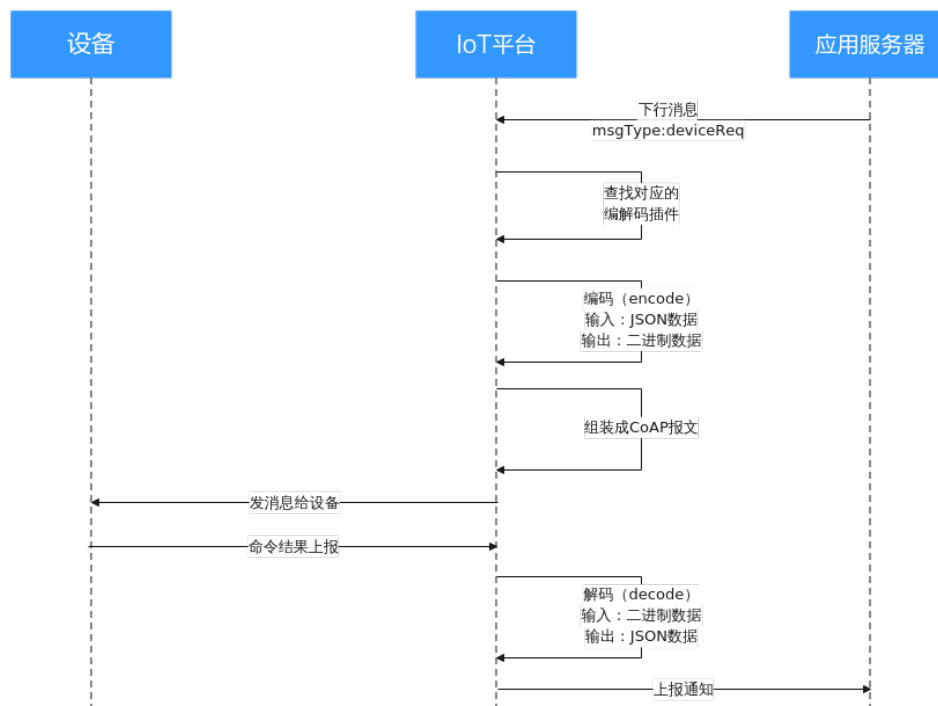 设备
IoT平台
应用服务器
下行消息
msgType:deviceReq
查找对应的
编解码插件
编码（encode）
输入：JSON数据
输出：二进制数据
组装成CoAP报文
发消息给设备
命令结果上报
解码（decode）
输入：二进制数据
输出：JSON数据
上报通知